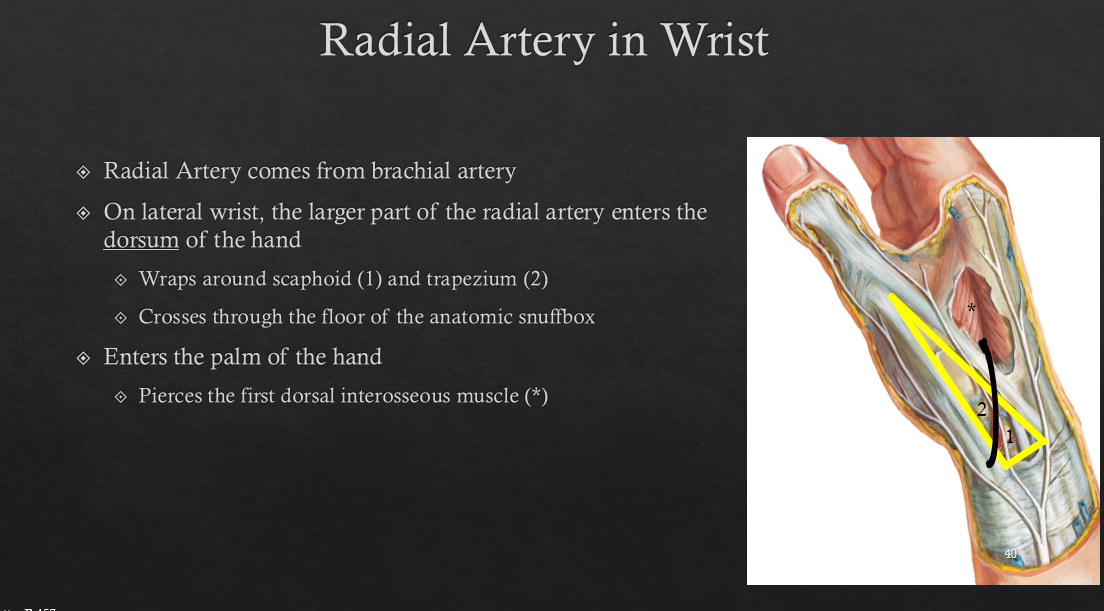 Radial Artery in Wrist
Radial Artery comes from brachial artery
On lateral wrist, the larger part of the radial artery enters the
dorsum of the hand
Wraps around scaphoid (1) and trapezium (2)
Crosses through the floor of the anatomic snuffbox
Enters the palm of the hand
Pierces the first dorsal interosseous muscle (*)
*
2
1
40